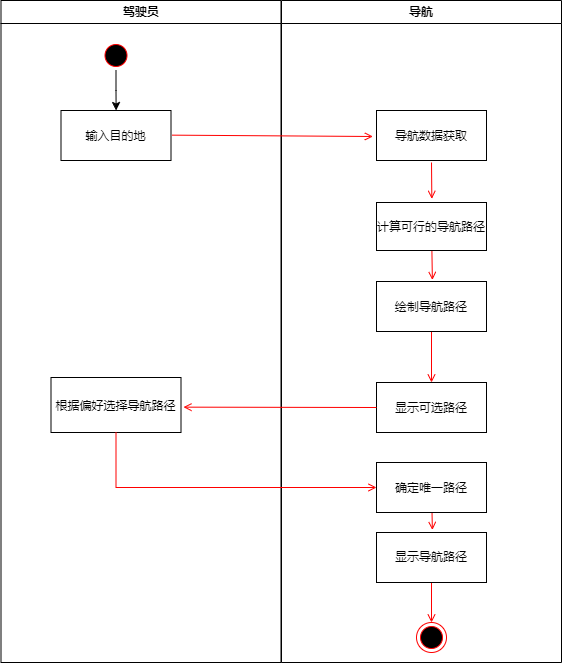 驾驶员
导航
输入目的地
导航数据获取
计算可行的导航路径
绘制导航路径
根据偏好选择导航路径
显示可选路径
确定唯一路径
显示导航路径